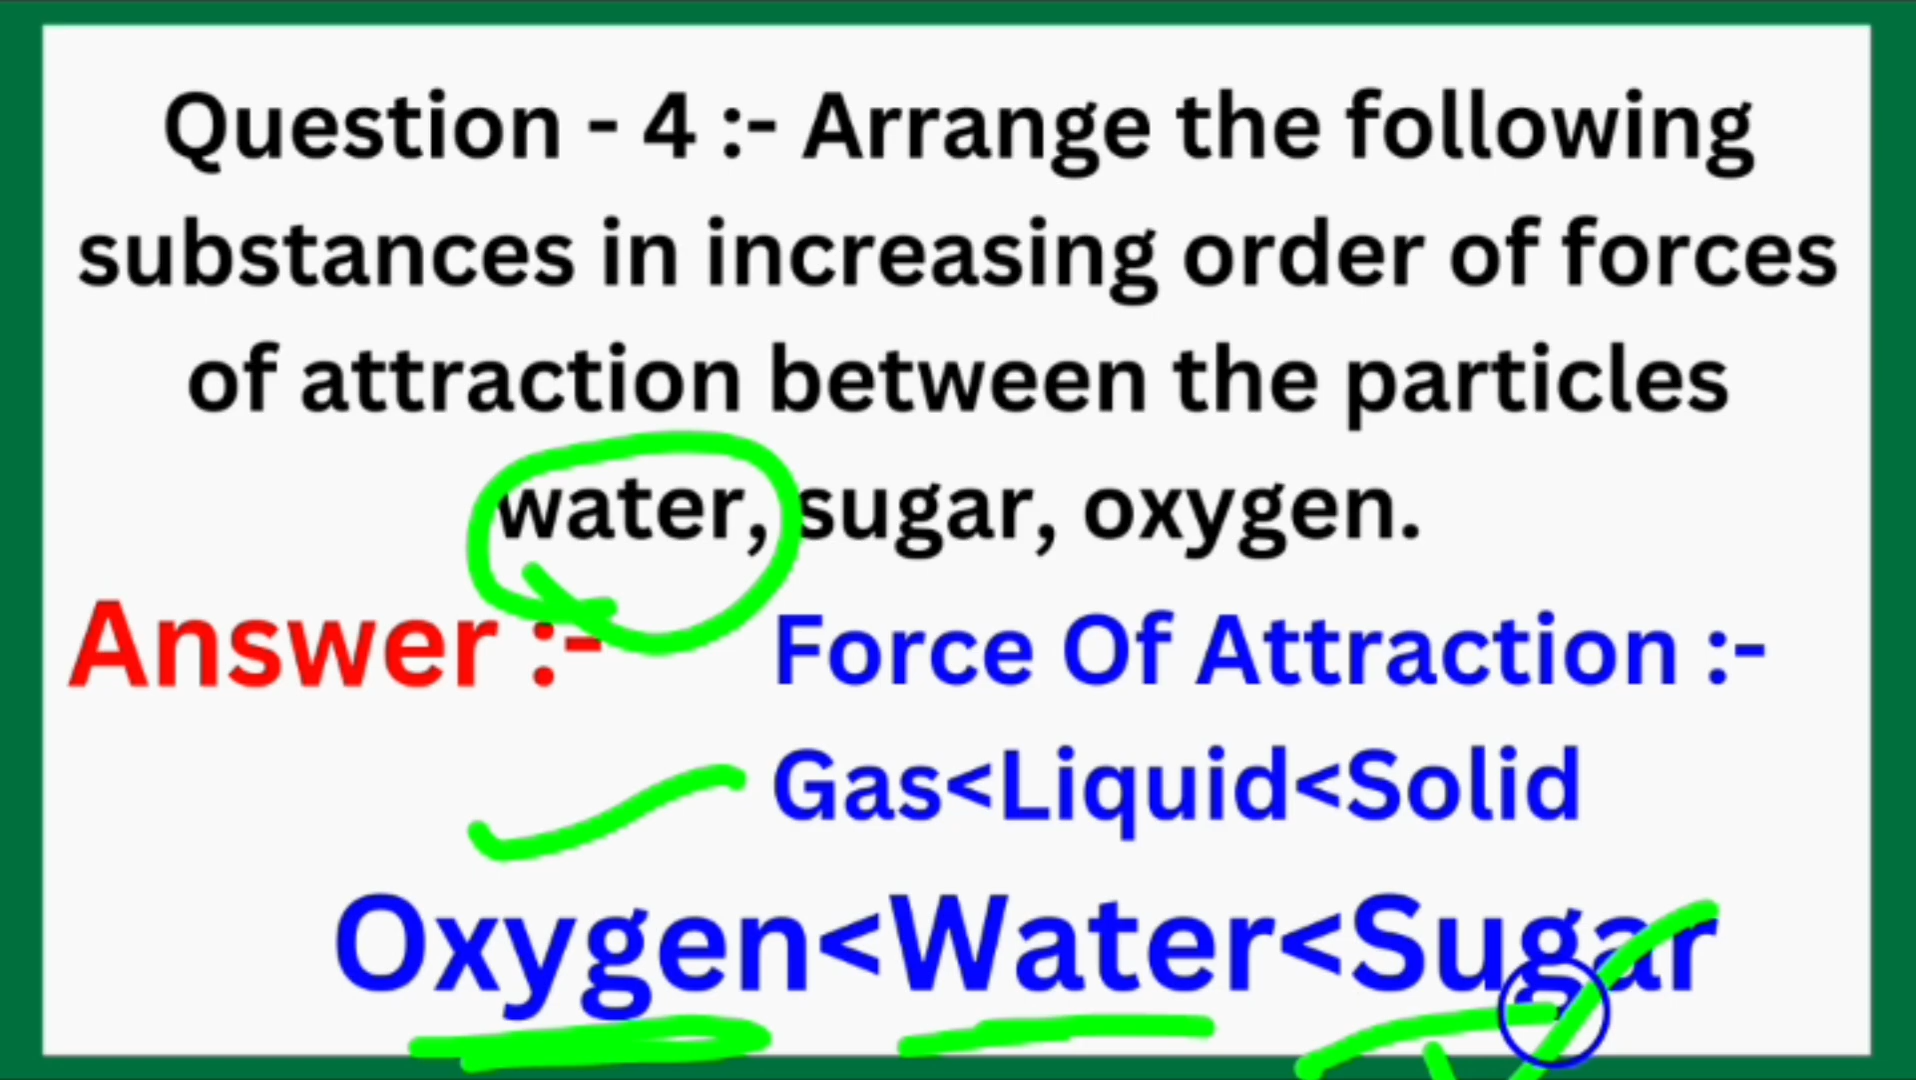 Question - 4 :- Arrange the following
substances in increasing order of forces
of attraction between the particles
water, sugar, oxygen.
Answer :- Force Of Attraction :-
Gas<Liquid<Solid
Oxygen<Water<Sugar